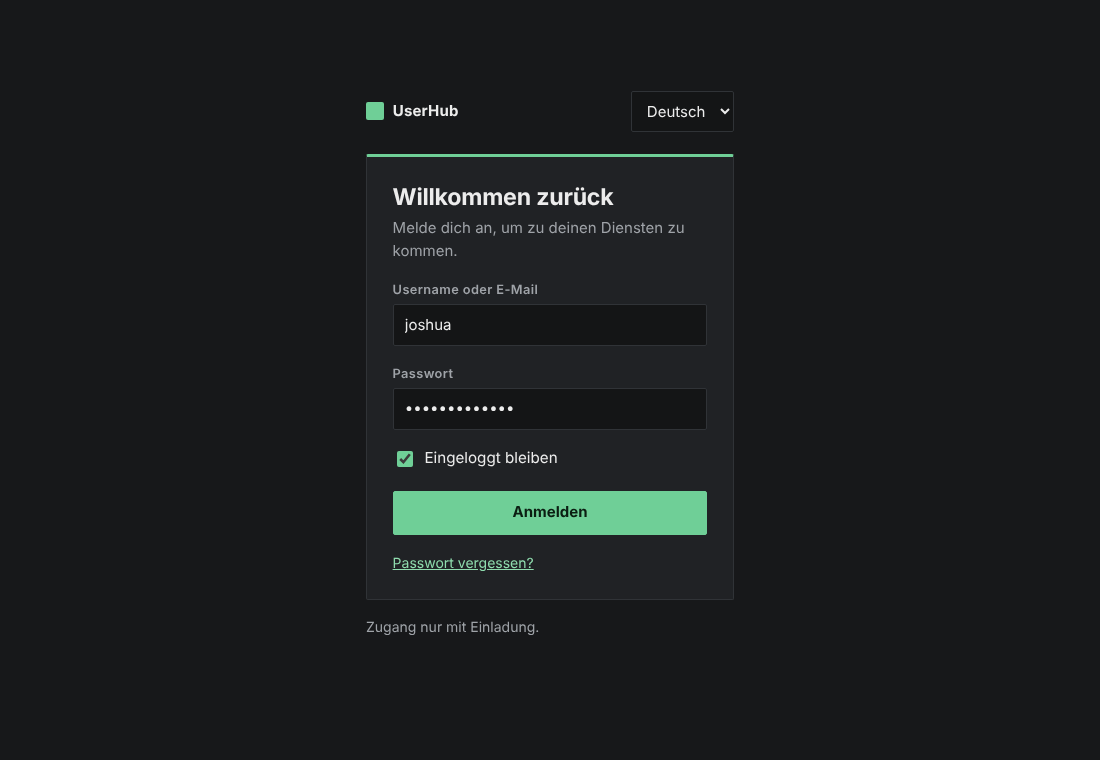 UserHub
Deutsch
Willkommen zurück
Melde dich an, um zu deinen Diensten zu
kommen.
Username oder E-Mail
joshua
Passwort
•••••••••••••
Eingeloggt bleiben
Anmelden
Passwort vergessen?
Zugang nur mit Einladung.